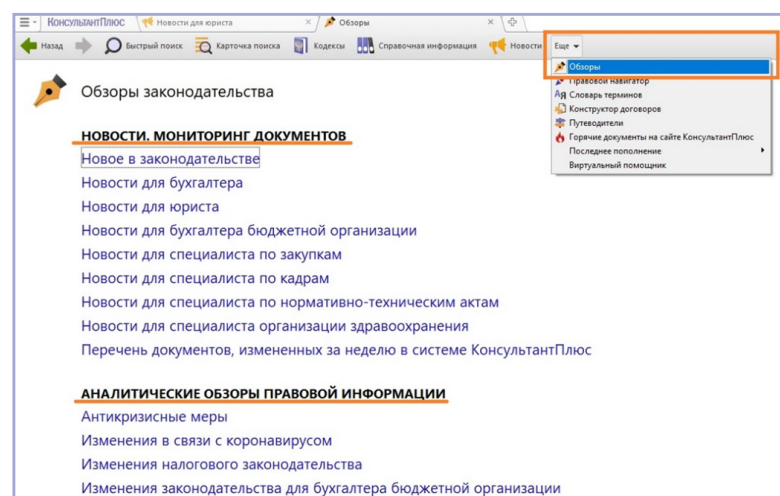 КонсультантПлюс Новости для юриста × Обзоры ×
Назад Быстрый поиск Карточка поиска Кодексы Справочная информация Новости Еще
Обзоры
Правовой навигатор
Словарь терминов
Конструктор договоров
Путеводители
Горячие документы на сайте КонсультантПлюс
Последнее пополнение
Виртуальный помощник
Обзоры законодательства
НОВОСТИ. МОНИТОРИНГ ДОКУМЕНТОВ
Новое в законодательстве
Новости для бухгалтера
Новости для юриста
Новости для бухгалтера бюджетной организации
Новости для специалиста по закупкам
Новости для специалиста по кадрам
Новости для специалиста по нормативно-техническим актам
Новости для специалиста организации здравоохранения
Перечень документов, измененных за неделю в системе КонсультантПлюс
АНАЛИТИЧЕСКИЕ ОБЗОРЫ ПРАВОВОЙ ИНФОРМАЦИИ
Антикризисные меры
Изменения в связи с коронавирусом
Изменения налогового законодательства
Изменения законодательства для бухгалтера бюджетной организации